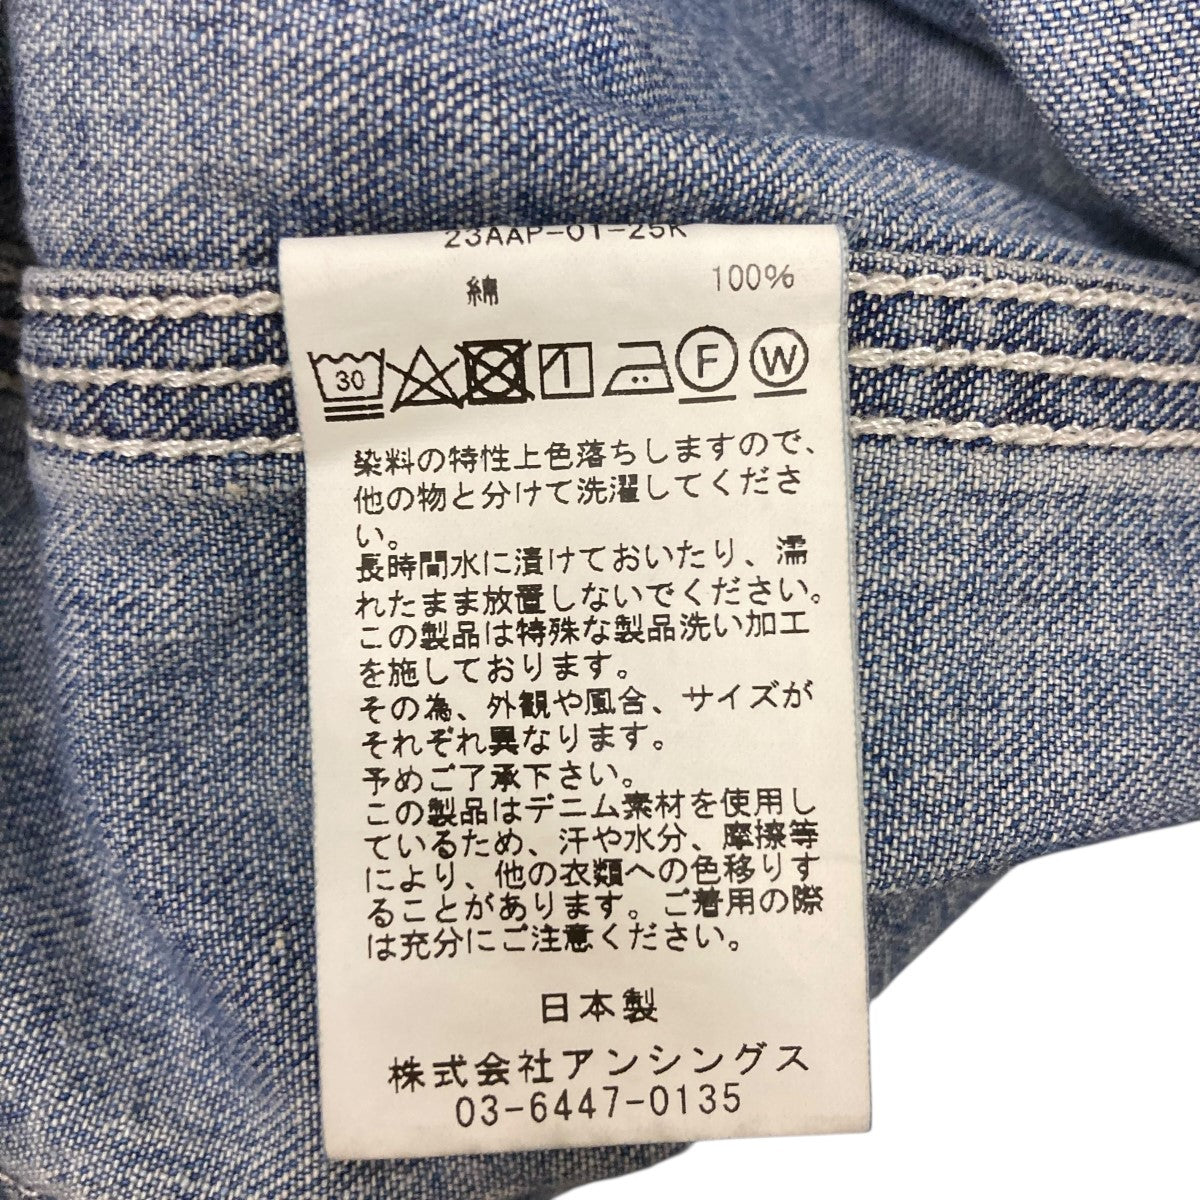 23AAP-01-25K
綿 100%
30 F W
染料の特性上色落ちしますので、
他の物と分けて洗濯してくださ
い。
長時間水に漬けておいたり、濡
れたまま放置しないでください。
この製品は特殊な製品洗い加工
を施しております。
その為、外観や風合、サイズが
それぞれ異なります。
予めご了承下さい。
この製品はデニム素材を使用し
ているため、汗や水分、摩擦等
により、他の衣類への色移りす
ることがあります。ご着用の際
は充分にご注意ください。
日本製
株式会社アンシングス
03-6447-0135